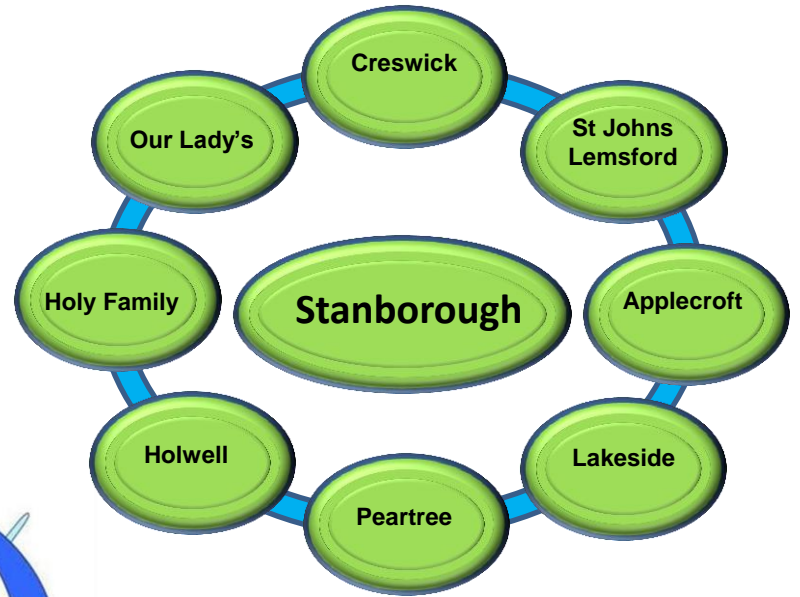 Creswick
St Johns
Lemsford
Our Lady's
Holy Family
Stanborough
Applecroft
Holwell
Lakeside
Peartree